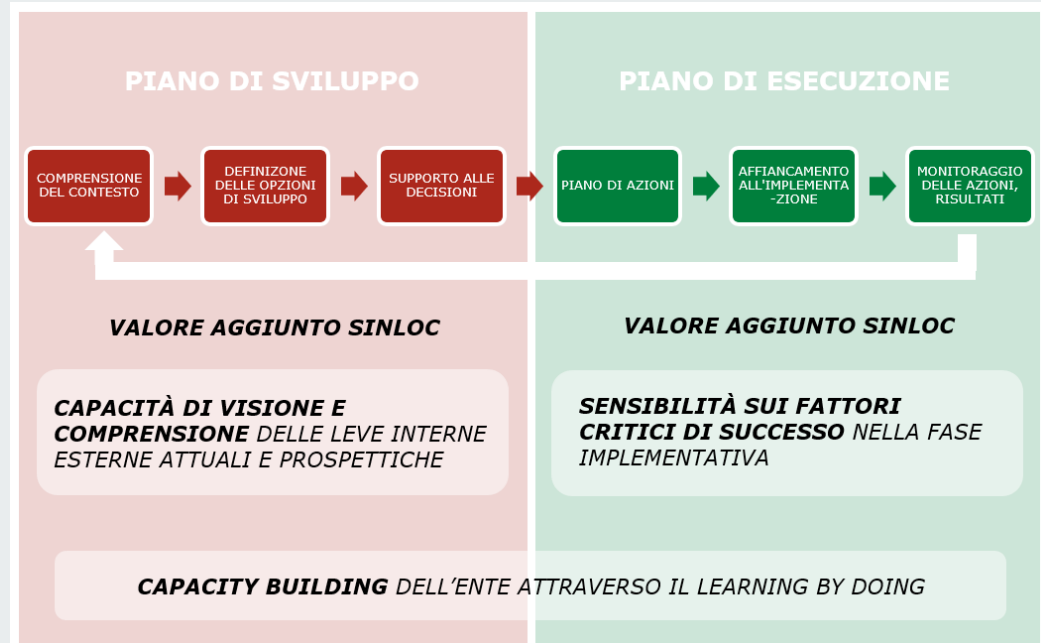 PIANO DI SVILUPPO
PIANO DI ESECUZIONE
COMPRENSIONE
DEL CONTESTO
DEFINIZONE
DELLE OPZIONI
DI SVILUPPO
SUPPORTO ALLE
DECISIONI
PIANO DI AZIONI
AFFIANCAMENTO
ALL'IMPLEMENTA
-ZIONE
MONITORAGGIO
DELLE AZIONI,
RISULTATI
VALORE AGGIUNTO SINLOC
CAPACITÀ DI VISIONE E
COMPRENSIONE DELLE LEVE INTERNE
ESTERNE ATTUALI E PROSPETTICHE
VALORE AGGIUNTO SINLOC
SENSIBILITÀ SUI FATTORI
CRITICI DI SUCCESSO NELLA FASE
IMPLEMENTATIVA
CAPACITY BUILDING DELL’ENTE ATTRAVERSO IL LEARNING BY DOING